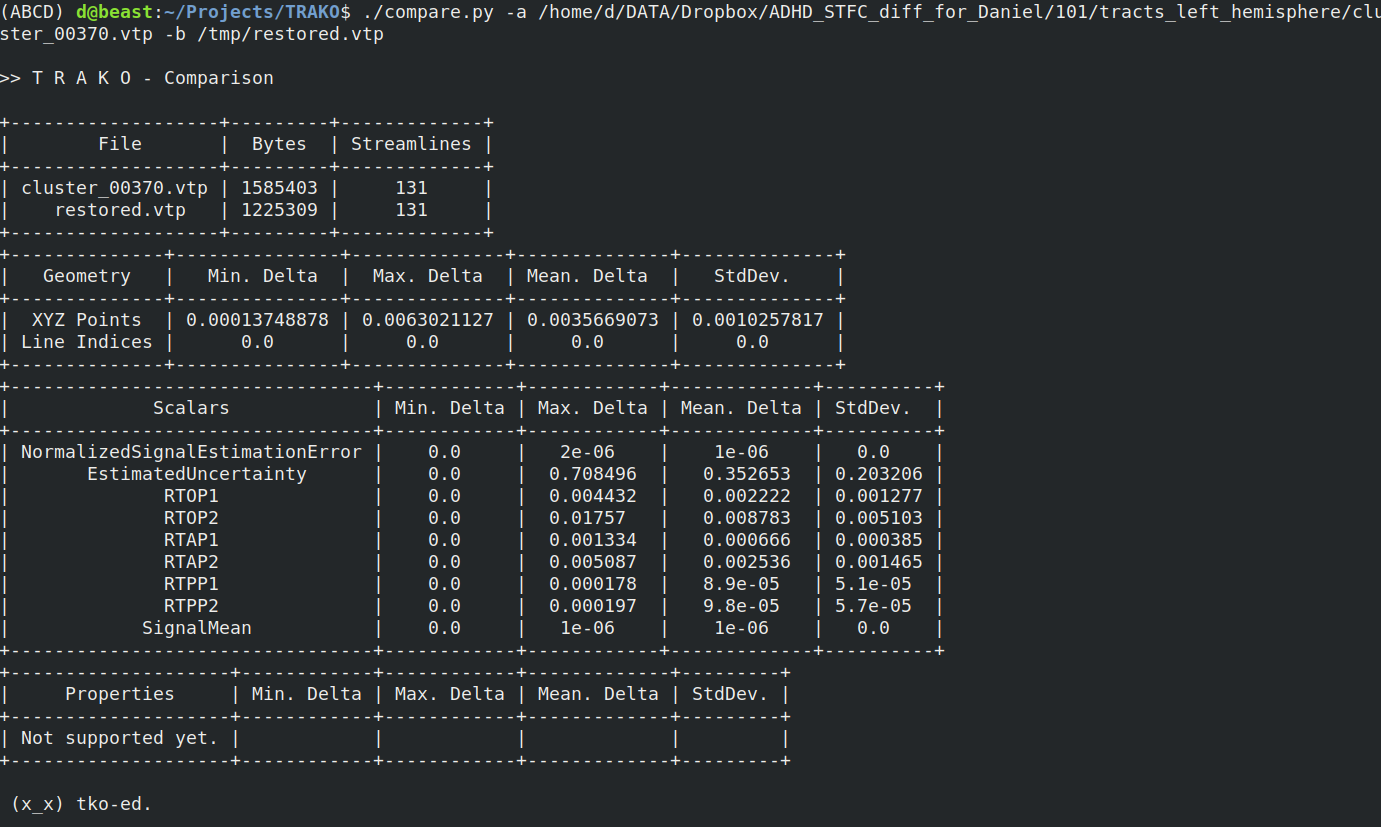 (ABCD) d@beast:~/Projects/TRAKO$ ./compare.py -a /home/d/DATA/Dropbox/ADHD_STFC_diff_for_Daniel/101/tracts_left_hemisphere/clu
ster_00370.vtp -b /tmp/restored.vtp
>> T R A K O - Comparison
+-------------------+---------+-------------+
|        File       |  Bytes  | Streamlines |
+-------------------+---------+-------------+
| cluster_00370.vtp | 1585403 |     131     |
|    restored.vtp   | 1225309 |     131     |
+-------------------+---------+-------------+
+--------------+---------------+--------------+--------------+--------------+
|   Geometry   |   Min. Delta  |  Max. Delta  | Mean. Delta  |   StdDev.    |
+--------------+---------------+--------------+--------------+--------------+
|  XYZ Points  | 0.00013748878 | 0.0063021127 | 0.0035669073 | 0.0010257817 |
| Line Indices |      0.0      |     0.0      |     0.0      |     0.0      |
+--------------+---------------+--------------+--------------+--------------+
+---------------------------------+------------+------------+-------------+----------+
|             Scalars             | Min. Delta | Max. Delta | Mean. Delta | StdDev.  |
+---------------------------------+------------+------------+-------------+----------+
| NormalizedSignalEstimationError |    0.0     |   2e-06    |    1e-06    |   0.0    |
|       EstimatedUncertainty      |    0.0     |  0.708496  |   0.352653  | 0.203206 |
|              RTOP1              |    0.0     |  0.004432  |   0.002222  | 0.001277 |
|              RTOP2              |    0.0     |  0.01757   |   0.008783  | 0.005103 |
|              RTAP1              |    0.0     |  0.001334  |   0.000666  | 0.000385 |
|              RTAP2              |    0.0     |  0.005087  |   0.002536  | 0.001465 |
|              RTPP1              |    0.0     |  0.000178  |   8.9e-05   | 5.1e-05  |
|              RTPP2              |    0.0     |  0.000197  |   9.8e-05   | 5.7e-05  |
|            SignalMean           |    0.0     |   1e-06    |    1e-06    |   0.0    |
+---------------------------------+------------+------------+-------------+----------+
+--------------------+------------+------------+-------------+---------+
|     Properties     | Min. Delta | Max. Delta | Mean. Delta | StdDev. |
+--------------------+------------+------------+-------------+---------+
| Not supported yet. |            |            |             |         |
+--------------------+------------+------------+-------------+---------+
(x_x) tko-ed.